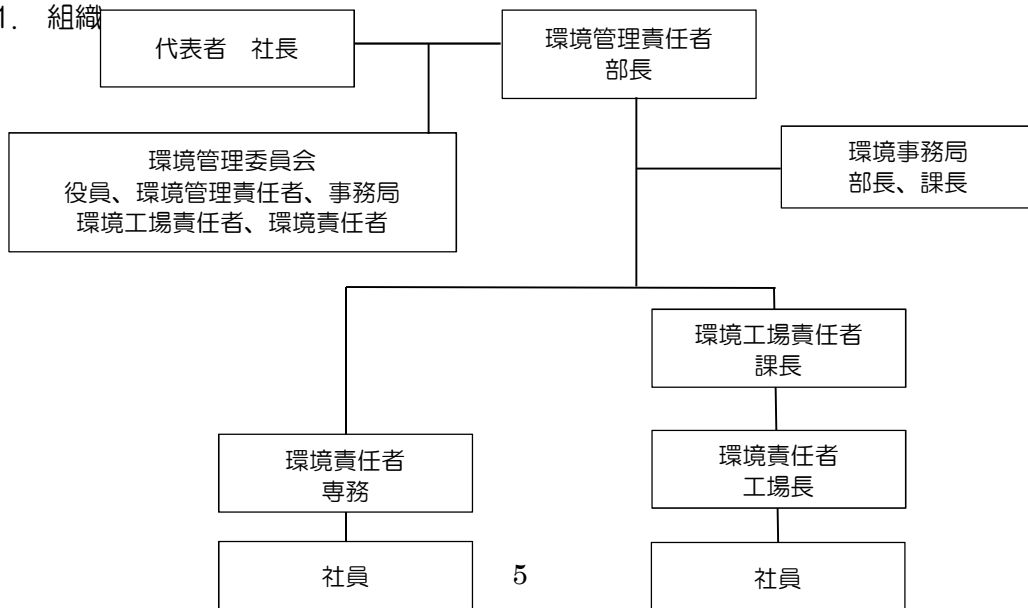 1. 組織
代表者 社長
環境管理責任者
部長
環境管理委員会
役員、環境管理責任者、事務局
環境工場責任者、環境責任者
環境事務局
部長、課長
環境工場責任者
課長
環境責任者
専務
環境責任者
工場長
社員
5
社員